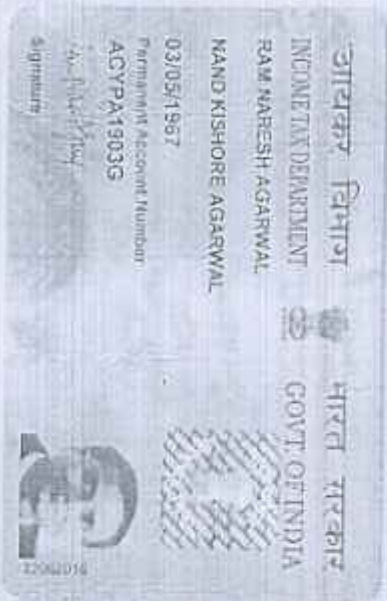 आयकर विभाग
INCOME TAX DEPARTMENT
भारत सरकार
GOVT. OF INDIA
RAM NARESH AGARWAL
NAND KISHORE AGARWAL
03/05/1967
Permanent Account Number
ACYPA1903G
Signature